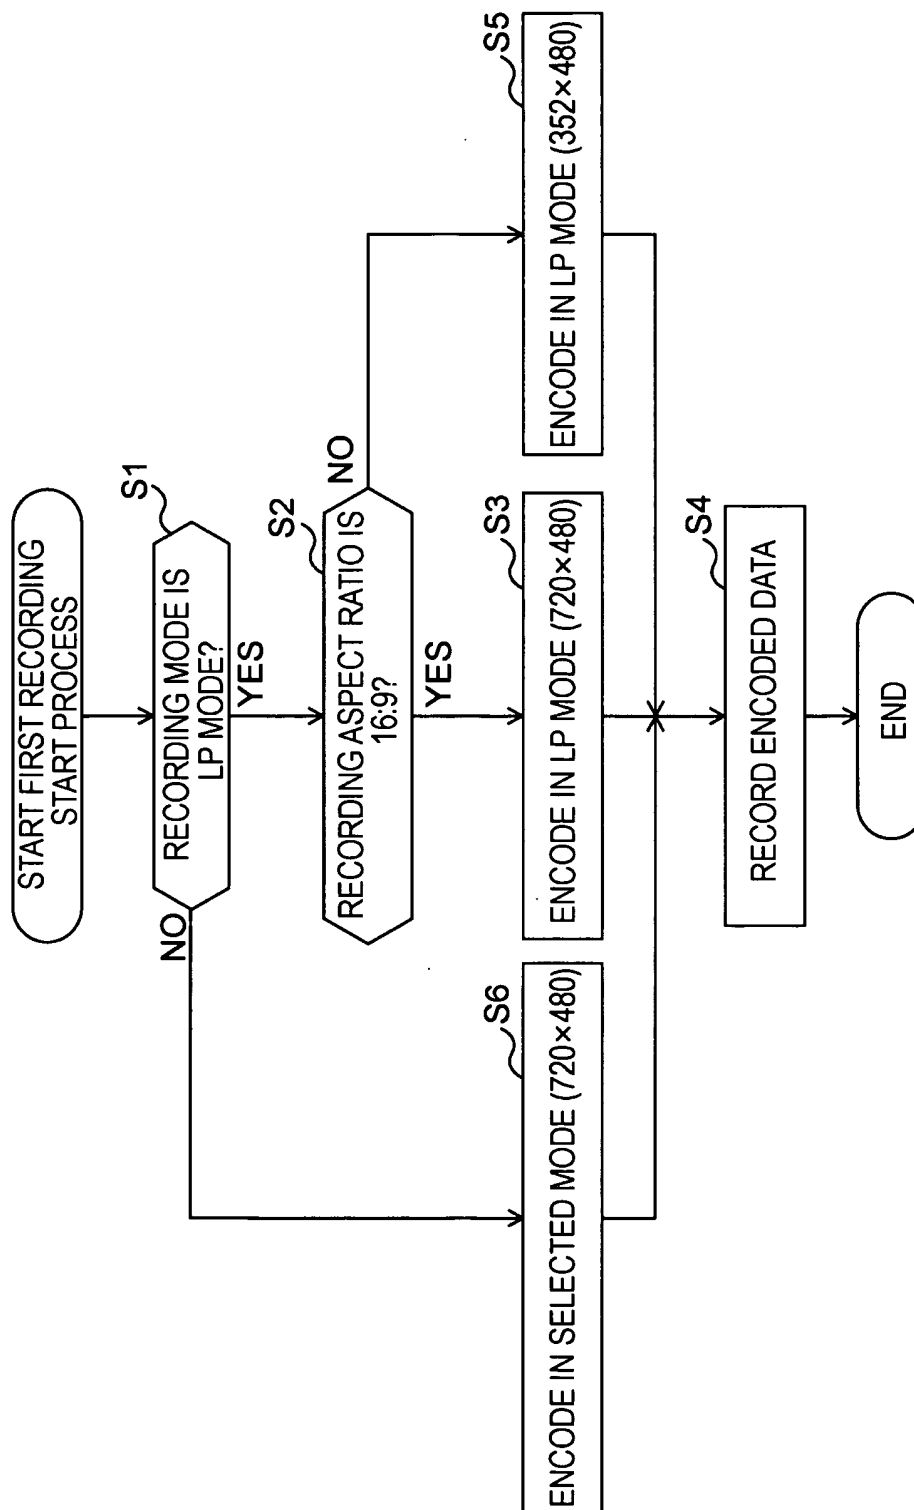 START FIRST RECORDING
START PROCESS
S1
RECORDING MODE IS
LP MODE?
NO
YES
S2
RECORDING ASPECT RATIO IS
16:9?
NO
YES
S6
ENCODE IN SELECTED MODE (720×480)
S3
ENCODE IN LP MODE (720×480)
S5
ENCODE IN LP MODE (352×480)
S4
RECORD ENCODED DATA
END